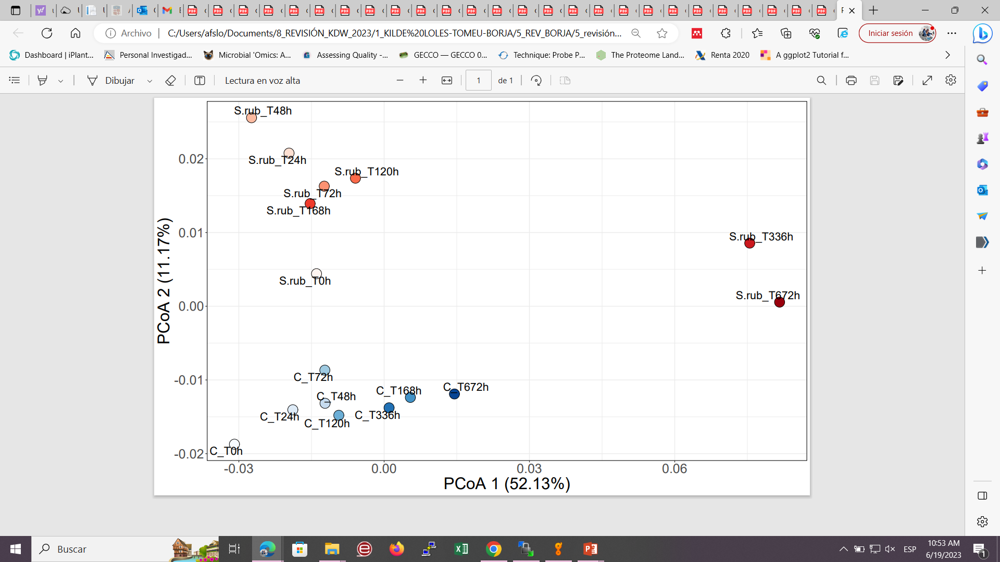 Archivo
C:/Users/afslo/Documents/8_REVISIÓN_KDW_2023/1_KILDE%20LOLES-TOMEU-BORJA/5_REV_BORJA/5_revisión...
Iniciar sesión
Dashboard | iPlant...
Personal Investigad...
Microbial 'Omics: A...
Assessing Quality -...
GECCO — GECCO 0...
Technique: Probe P...
The Proteome Land...
Renta 2020
A ggplot2 Tutorial f...
Dibujar
Lectura en voz alta
1
de 1
S.rub_T48h
S.rub_T24h
S.rub_T120h
S.rub_T72h
S.rub_T168h
S.rub_T336h
S.rub_T0h
S.rub_T672h
C_T72h
C_T48h
C_T168h
C_T672h
C_T24h
C_T120h
C_T336h
C_T0h
0.02
0.01
0.00
-0.01
-0.02
PCoA 2 (11.17%)
-0.03
0.00
0.03
0.06
PCoA 1 (52.13%)
Buscar
ESP
10:53 AM
6/19/2023
1